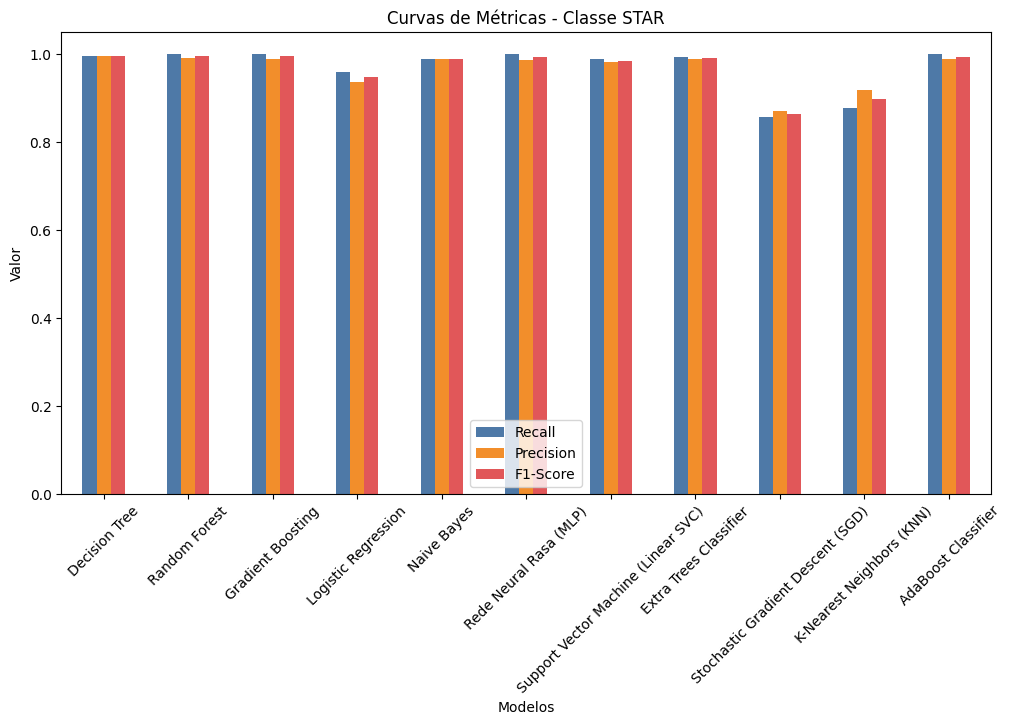 Curvas de Métricas - Classe STAR
Valor
1.0
0.8
0.6
0.4
0.2
0.0
Recall
Precision
F1-Score
Decision Tree
Random Forest
Gradient Boosting
Logistic Regression
Naive Bayes
Rede Neural Rasa (MLP)
Support Vector Machine (Linear SVC)
Extra Trees Classifier
Stochastic Gradient Descent (SGD)
K-Nearest Neighbors (KNN)
AdaBoost Classifier
Modelos